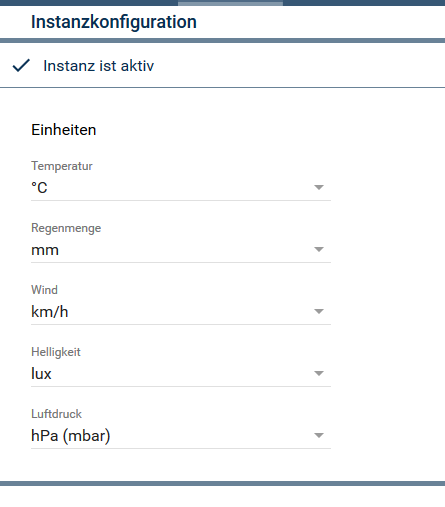 Instanzkonfiguration
Instanz ist aktiv
Einheiten
Temperatur
°C
Regenmenge
mm
Wind
km/h
Helligkeit
lux
Luftdruck
hPa (mbar)